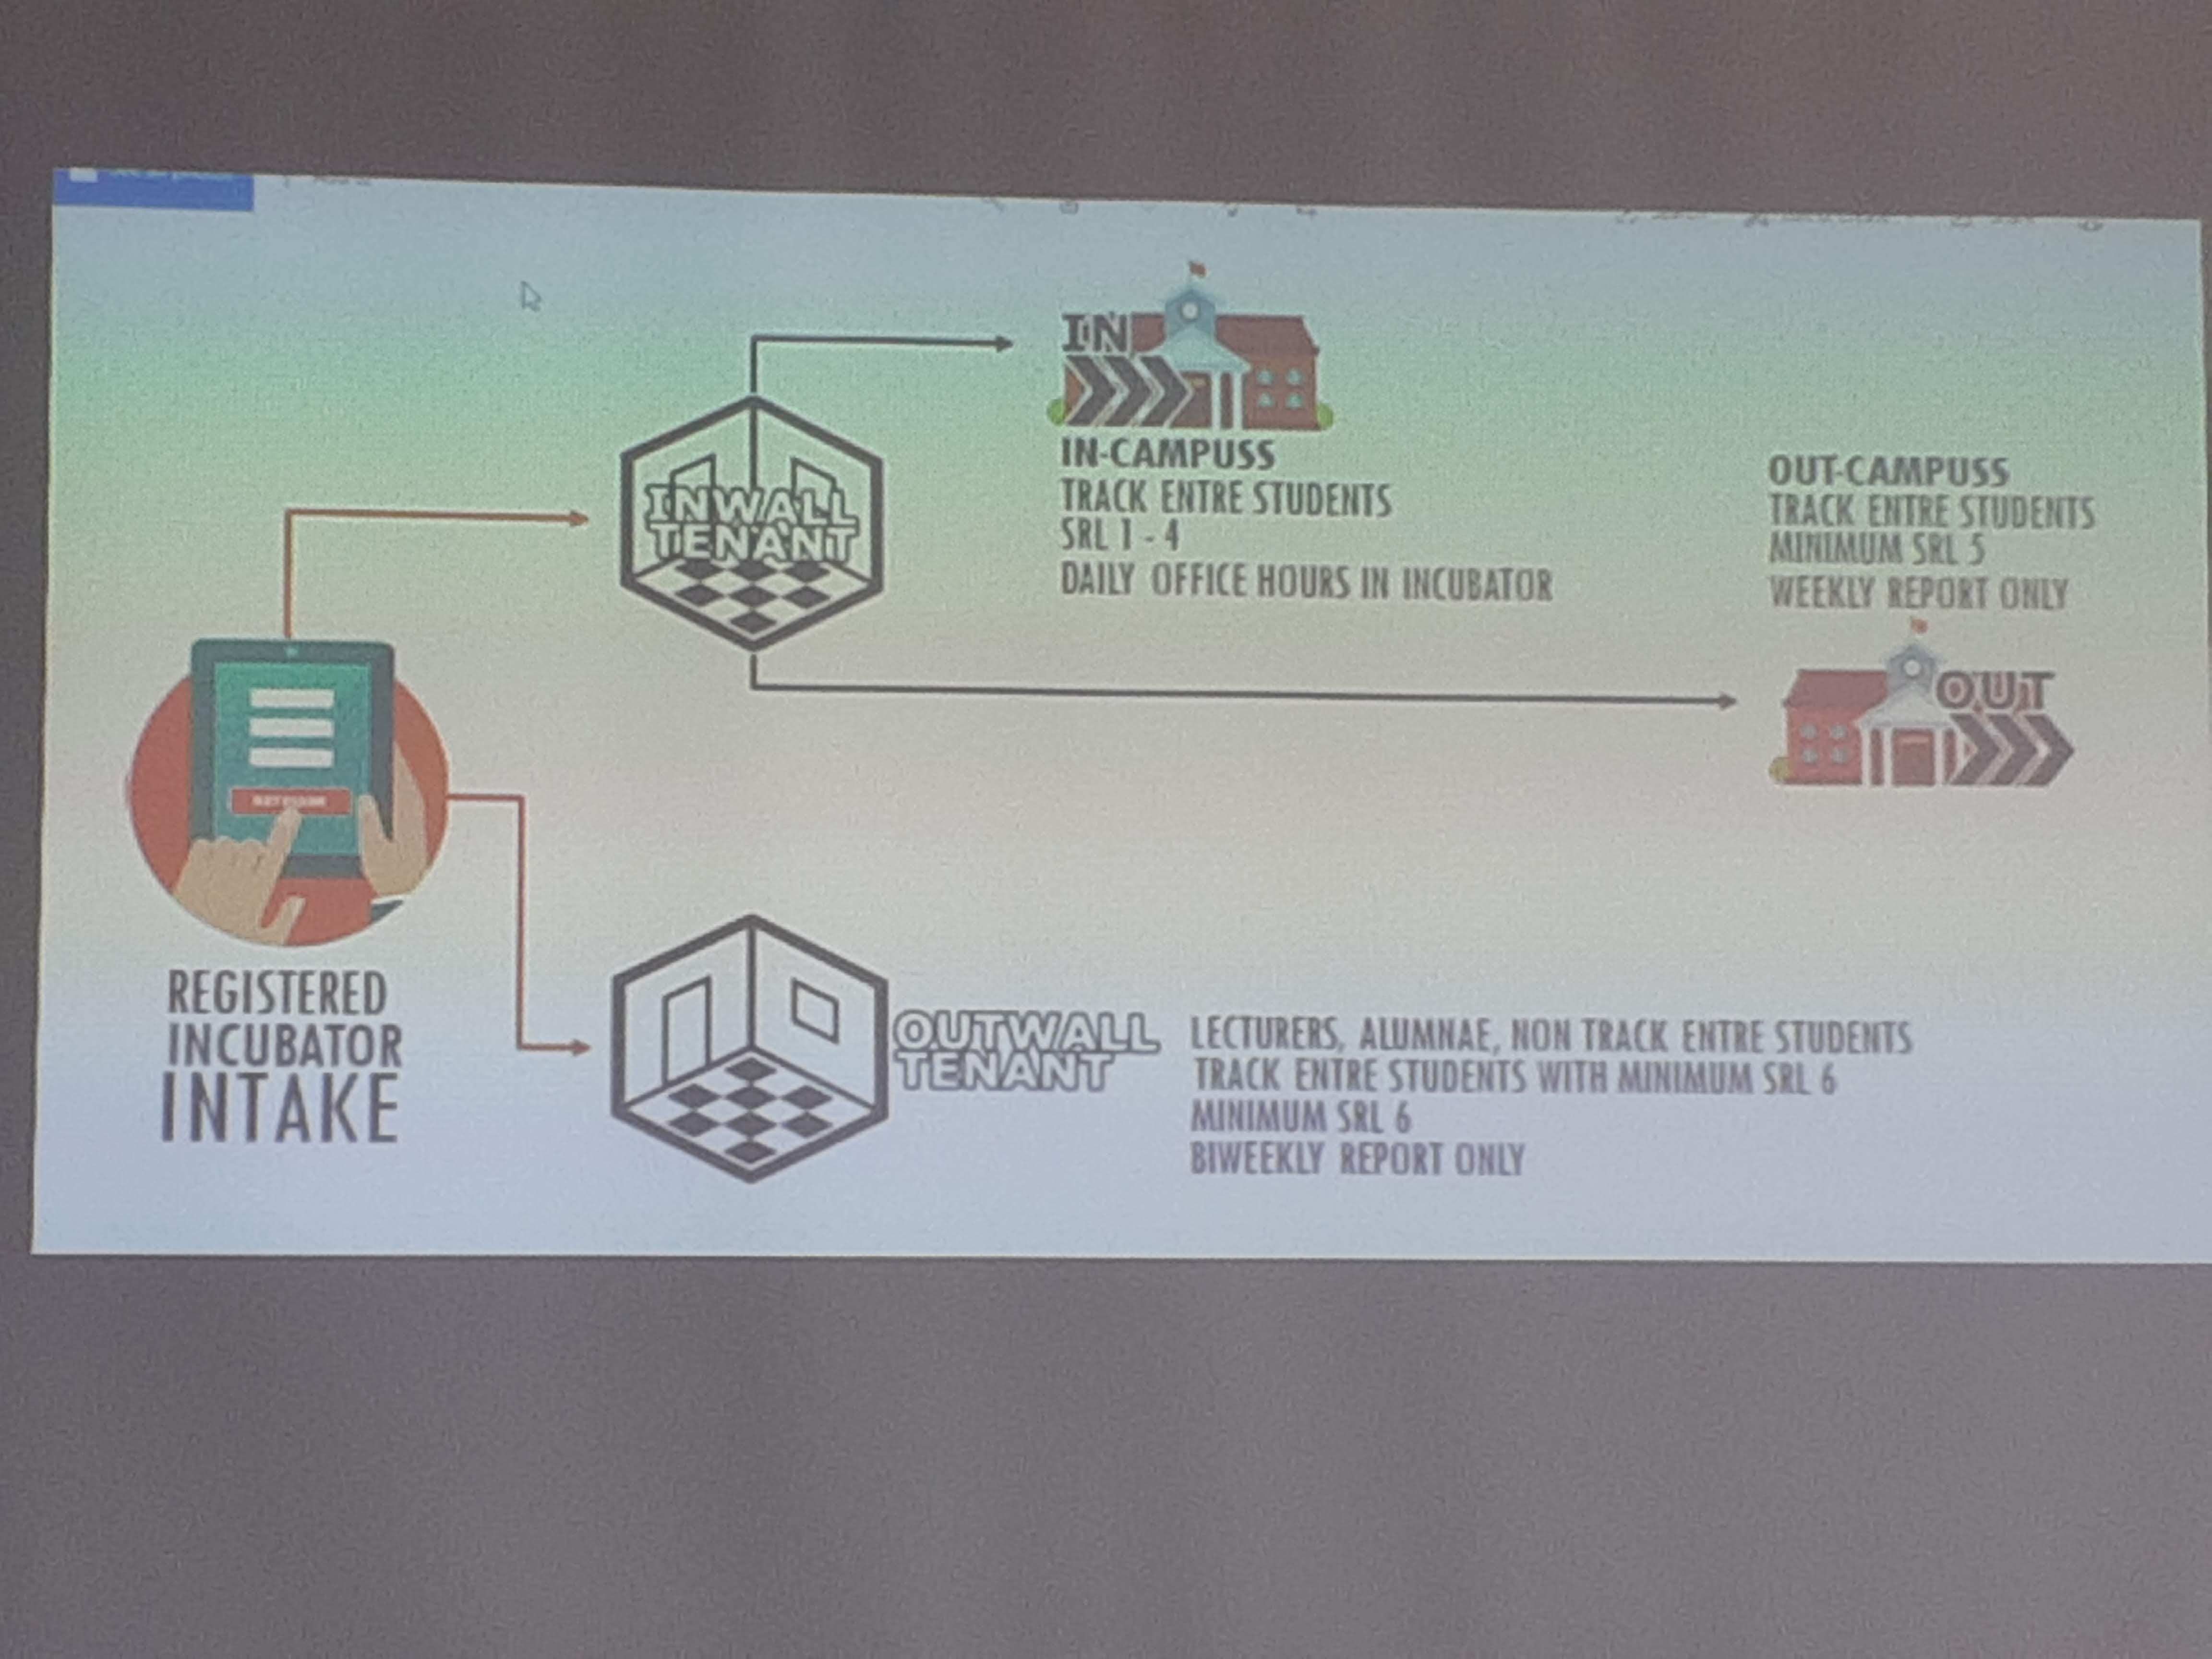 IN
IN-CAMPUSS
TRACK ENTRE STUDENTS
SRL 1 - 4
DAILY OFFICE HOURS IN INCUBATOR
OUT-CAMPUSS
TRACK ENTRE STUDENTS
MINIMUM SRL 5
WEEKLY REPORT ONLY
OUT
INWALL
TENANT
REGISTERED
INCUBATOR
INTAKE
OUTWALL
TENANT
LECTURERS, ALUMNAE, NON TRACK ENTRE STUDENTS
TRACK ENTRE STUDENTS WITH MINIMUM SRL 6
MINIMUM SRL 6
BIWEEKLY REPORT ONLY